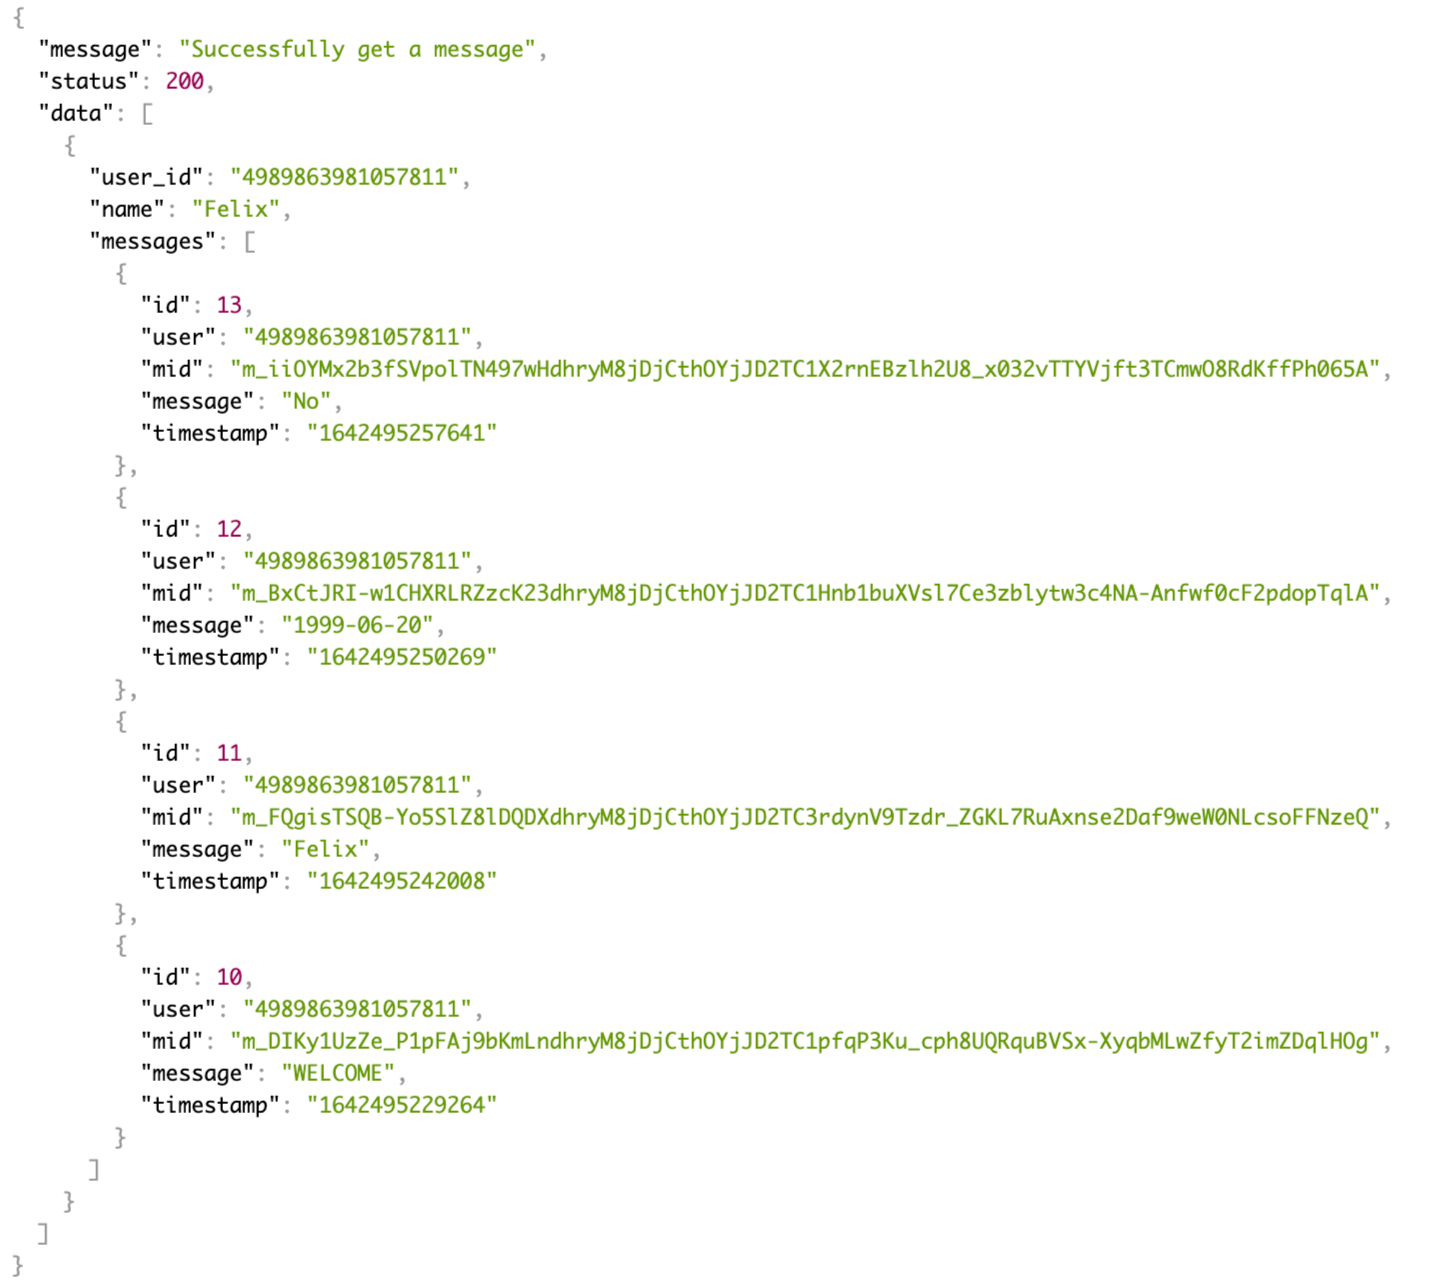 {
"message": "Successfully get a message",
"status": 200,
"data": [
{
"user_id": "4989863981057811",
"name": "Felix",
"messages": [
{
"id": 13,
"user": "4989863981057811",
"mid": "m_iiOYMx2b3fSVpolTN497wHdhryM8jDjCthOYjJD2TC1X2rnEBzlh2U8_x032vTTYVjft3TCmwO8RdKffPh065A",
"message": "No",
"timestamp": "1642495257641"
},
{
"id": 12,
"user": "4989863981057811",
"mid": "m_BxCtJRI-w1CHXRLRZzcK23dhryM8jDjCthOYjJD2TC1Hnb1buXVsl7Ce3zblytw3c4NA-Anfwf0cF2pdopTqlA",
"message": "1999-06-20",
"timestamp": "1642495250269"
},
{
"id": 11,
"user": "4989863981057811",
"mid": "m_FQgisTSQB-Yo5SlZ8lDQDXdhryM8jDjCthOYjJD2TC3rdynV9Tzdr_ZGKL7RuAxnse2Daf9weW0NLcsoFFNzeQ",
"message": "Felix",
"timestamp": "1642495242008"
},
{
"id": 10,
"user": "4989863981057811",
"mid": "m_DIKy1UzZe_P1pFAj9bKmLndhryM8jDjCthOYjJD2TC1pfqP3Ku_cph8UQRquBVSx-XyqbMLwZfyT2imZDqlHOg",
"message": "WELCOME",
"timestamp": "1642495229264"
}
]
}
]
}